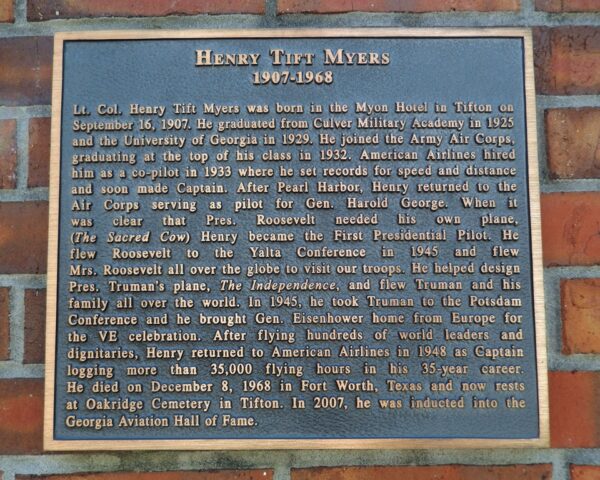 Henry Tift Myers
1907-1968
Lt. Col. Henry Tift Myers was born in the Myon Hotel in Tifton on
September 16, 1907. He graduated from Culver Military Academy in 1925
and the University of Georgia in 1929. He joined the Army Air Corps,
graduating at the top of his class in 1932. American Airlines hired
him as a co-pilot in 1933 where he set records for speed and distance
and soon made Captain. After Pearl Harbor, Henry returned to the
Air Corps serving as pilot for Gen. Harold George. When it
was clear that Pres. Roosevelt needed his own plane,
(The Sacred Cow) Henry became the First Presidential Pilot. He
flew Roosevelt to the Yalta Conference in 1945 and flew
Mrs. Roosevelt all over the globe to visit our troops. He helped design
Pres. Truman's plane, The Independence, and flew Truman and his
family all over the world. In 1945, he took Truman to the Potsdam
Conference and he brought Gen. Eisenhower home from Europe for
the VE celebration. After flying hundreds of world leaders and
dignitaries, Henry returned to American Airlines in 1948 as Captain
logging more than 35,000 flying hours in his 35-year career.
He died on December 8, 1968 in Fort Worth, Texas and now rests
at Oakridge Cemetery in Tifton. In 2007, he was inducted into the
Georgia Aviation Hall of Fame.